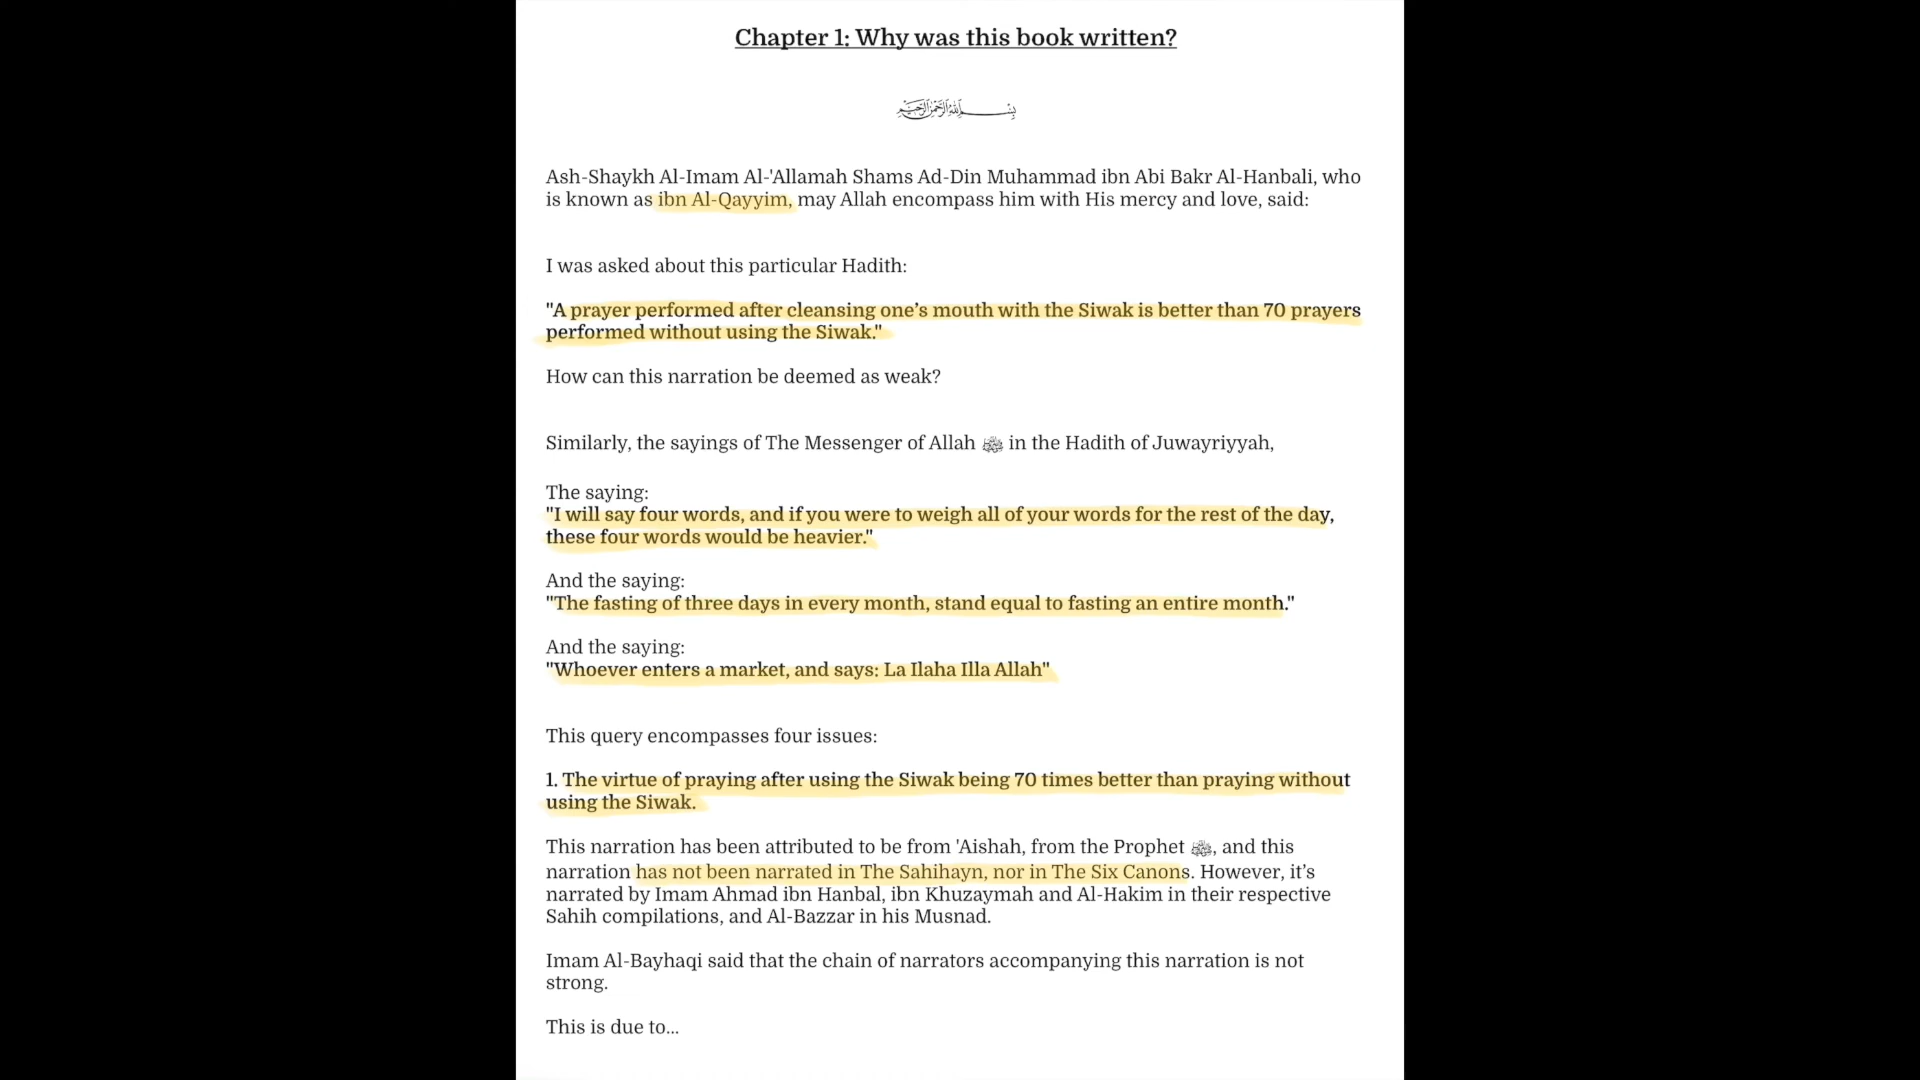 Chapter 1: Why was this book written?
بِسْمِ اللهِ الرَّحْمٰنِ الرَّحِيْمِ
Ash-Shaykh Al-Imam Al-'Allamah Shams Ad-Din Muhammad ibn Abi Bakr Al-Hanbali, who
is known as ibn Al-Qayyim, may Allah encompass him with His mercy and love, said:
I was asked about this particular Hadith:
"A prayer performed after cleansing one’s mouth with the Siwak is better than 70 prayers
performed without using the Siwak."
How can this narration be deemed as weak?
Similarly, the sayings of The Messenger of Allah ﷺ in the Hadith of Juwayriyyah,
The saying:
"I will say four words, and if you were to weigh all of your words for the rest of the day,
these four words would be heavier."
And the saying:
"The fasting of three days in every month, stand equal to fasting an entire month."
And the saying:
"Whoever enters a market, and says: La Ilaha Illa Allah"
This query encompasses four issues:
1. The virtue of praying after using the Siwak being 70 times better than praying without
using the Siwak.
This narration has been attributed to be from 'Aishah, from the Prophet ﷺ, and this
narration has not been narrated in The Sahihayn, nor in The Six Canons. However, it’s
narrated by Imam Ahmad ibn Hanbal, ibn Khuzaymah and Al-Hakim in their respective
Sahih compilations, and Al-Bazzar in his Musnad.
Imam Al-Bayhaqi said that the chain of narrators accompanying this narration is not
strong.
This is due to...